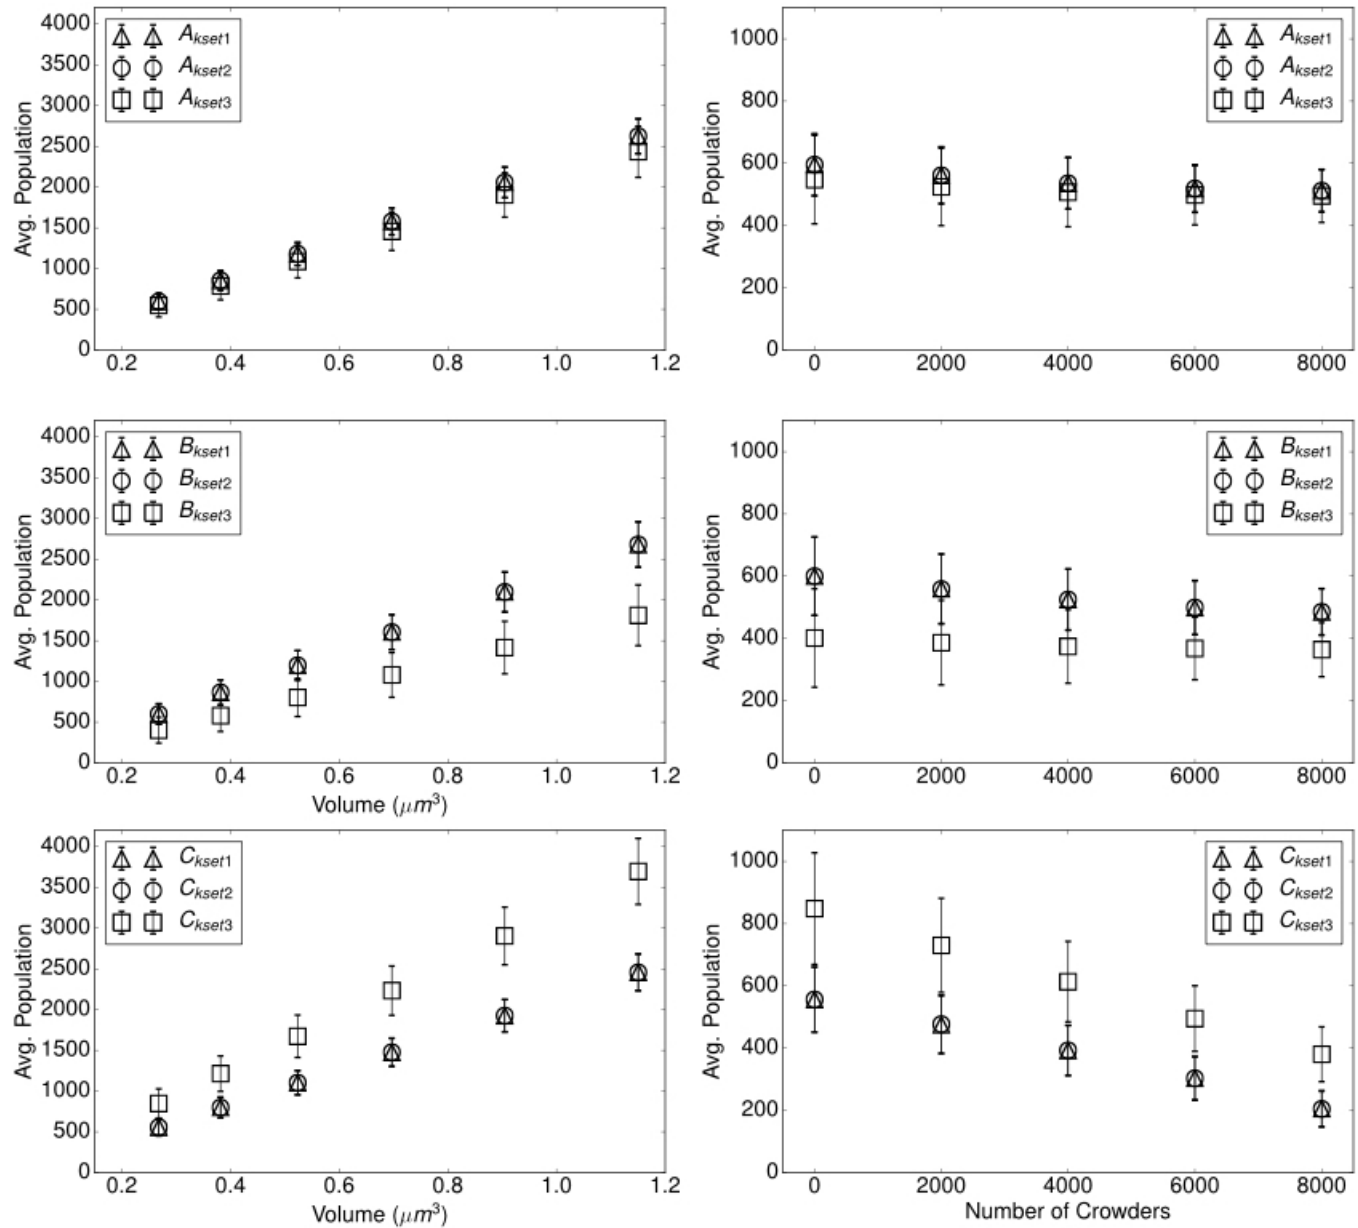 4000
3500
3000
2500
2000
1500
1000
500
0
Avg. Population
A_kset1
A_kset2
A_kset3
0.2 0.4 0.6 0.8 1.0 1.2
1000
800
600
400
200
0
Avg. Population
A_kset1
A_kset2
A_kset3
0 2000 4000 6000 8000
4000
3500
3000
2500
2000
1500
1000
500
0
Avg. Population
B_kset1
B_kset2
B_kset3
0.2 0.4 0.6 0.8 1.0 1.2
Volume (μm³)
1000
800
600
400
200
0
Avg. Population
B_kset1
B_kset2
B_kset3
0 2000 4000 6000 8000
4000
3500
3000
2500
2000
1500
1000
500
0
Avg. Population
C_kset1
C_kset2
C_kset3
0.2 0.4 0.6 0.8 1.0 1.2
Volume (μm³)
1000
800
600
400
200
0
Avg. Population
C_kset1
C_kset2
C_kset3
0 2000 4000 6000 8000
Number of Crowders